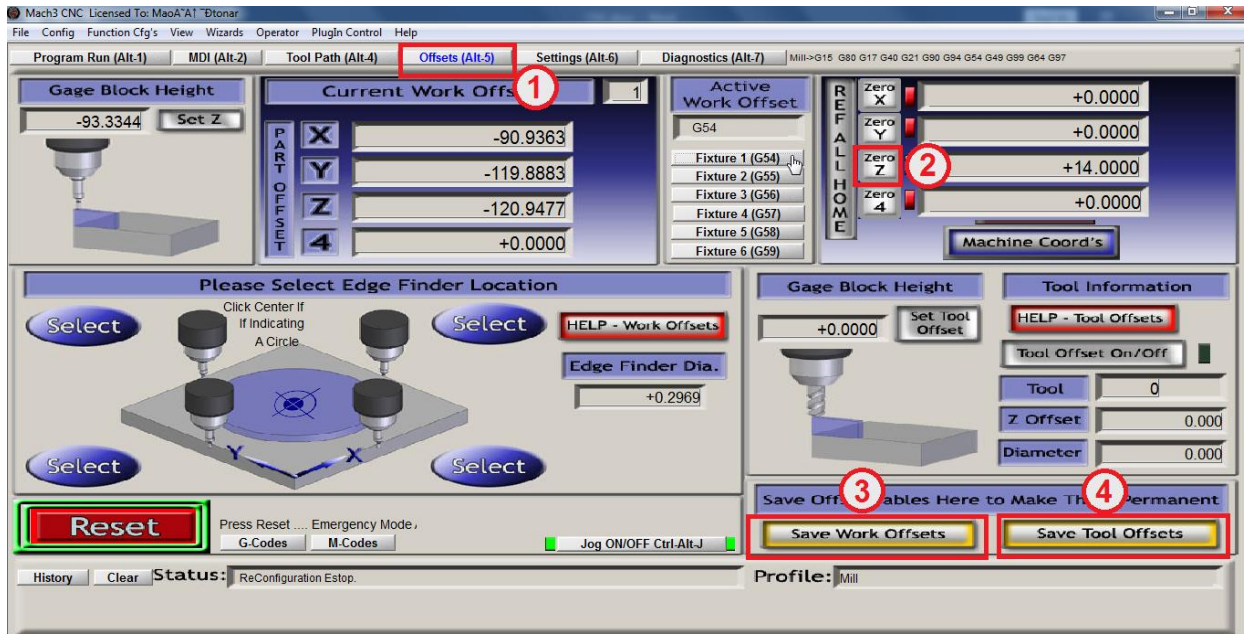 Mach3 CNC Licensed To:
File Config Function Cfg's View Wizards Operator PlugIn Control Help
Program Run (Alt-1) MDI (Alt-2) Tool Path (Alt-4) Offsets (Alt-5) Settings (Alt-6) Diagnostics (Alt-7) Mill->G15 G80 G17 G40 G21 G90 G94 G54 G49 G99 G64 G97
1
Gage Block Height
-93.3344 Set Z
Current Work Offs 1
PART OFFSET
X -90.9363
Y -119.8883
Z -120.9477
4 +0.0000
Active
Work Offset
G54
Fixture 1 (G54)
Fixture 2 (G55)
Fixture 3 (G56)
Fixture 4 (G57)
Fixture 5 (G58)
Fixture 6 (G59)
REF ALL HOME
Zero X +0.0000
Zero Y +0.0000
Zero Z 2 +14.0000
Zero 4 +0.0000
Machine Coord's
Please Select Edge Finder Location
Click Center If
If Indicating
A Circle
Select
Select
Select
Select
Y X
HELP - Work Offsets
Edge Finder Dia.
+0.2969
Gage Block Height
+0.0000 Set Tool Offset
Tool Information
HELP - Tool Offsets
Tool Offset On/Off
Tool 0
Z Offset 0.000
Diameter 0.000
3 4
Save Off ables Here to Make Th Permanent
Save Work Offsets Save Tool Offsets
Reset
Press Reset .... Emergency Mode
G-Codes M-Codes
Jog ON/OFF Ctrl-Alt-J
History Clear Status: ReConfiguration Estop.
Profile: Mill